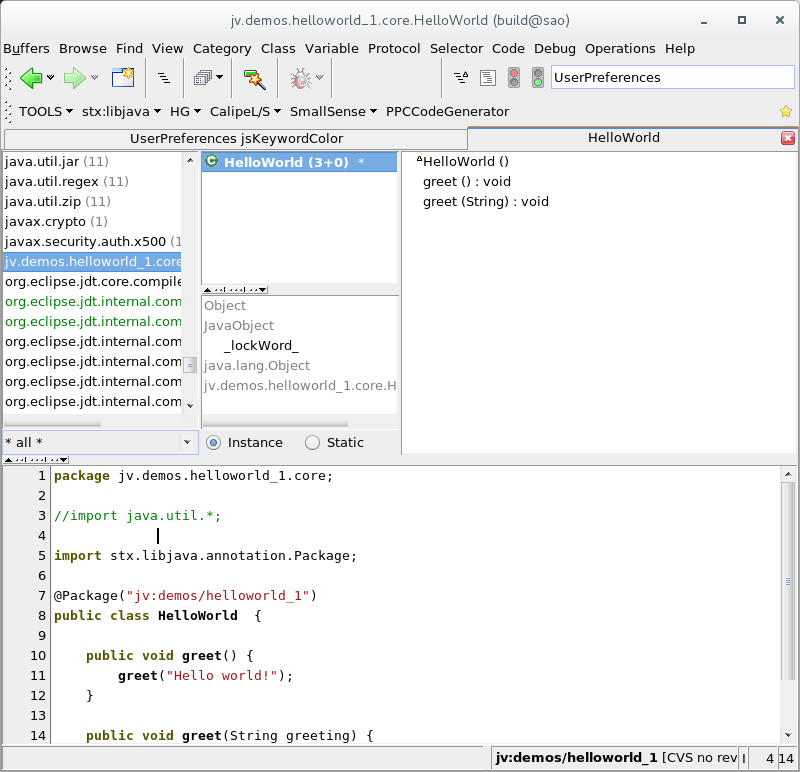 jv.demos.helloworld_1.core.HelloWorld (build@sao)
Buffers Browse Find View Category Class Variable Protocol Selector Code Debug Operations Help
UserPreferences
TOOLS stx:libjava HG CalipeL/S SmallSense PPCCodeGenerator
UserPreferences jsKeywordColor
HelloWorld
java.util.jar (11)
java.util.regex (11)
java.util.zip (11)
javax.crypto (1)
javax.security.auth.x500 (1
jv.demos.helloworld_1.core
org.eclipse.jdt.core.compile
org.eclipse.jdt.internal.com
org.eclipse.jdt.internal.com
org.eclipse.jdt.internal.com
org.eclipse.jdt.internal.com
org.eclipse.jdt.internal.com
org.eclipse.jdt.internal.com
* all *
C HelloWorld (3+0) *
Object
JavaObject
_lockWord_
java.lang.Object
jv.demos.helloworld_1.core.H
Instance Static
HelloWorld ()
greet () : void
greet (String) : void
1 package jv.demos.helloworld_1.core;
2
3 //import java.util.*;
4
5 import stx.libjava.annotation.Package;
6
7 @Package("jv:demos/helloworld_1")
8 public class HelloWorld {
9
10 public void greet() {
11 greet("Hello world!");
12 }
13
14 public void greet(String greeting) {
jv:demos/helloworld_1 [CVS no rev I 4 14